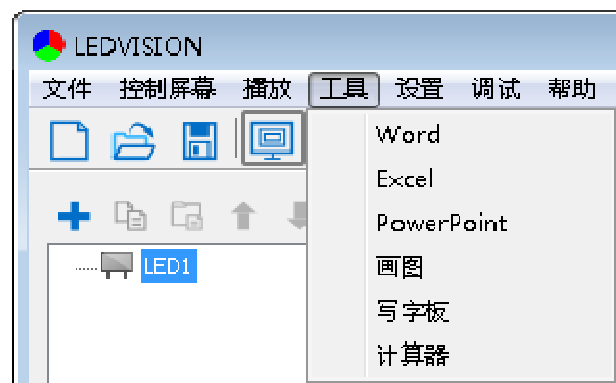 LEDVISION
文件 控制屏幕 播放 工具 设置 调试 帮助
Word
Excel
PowerPoint
LED1
画图
写字板
计算器